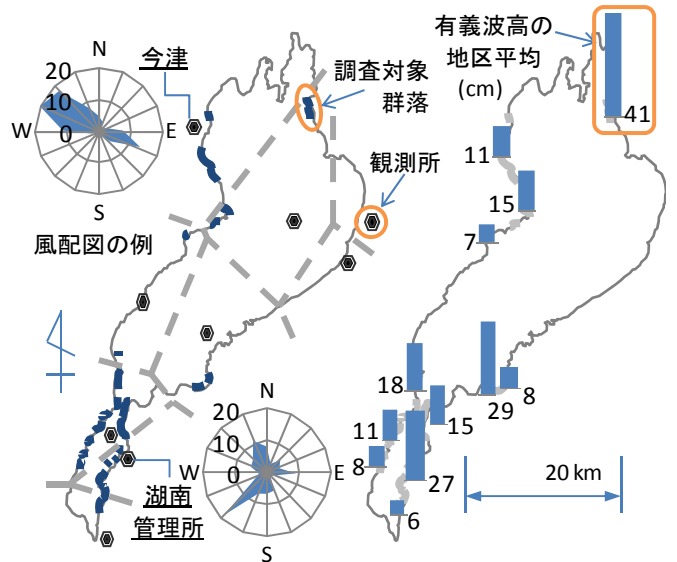 N
20
10
0
W
E
S
風配図の例
今津
調査対象
群落
観測所
N
20
10
0
W
E
S
湖南
管理所
有義波高の
地区平均
(cm)
41
11
15
7
18
29
8
15
11
8
27
6
20 km